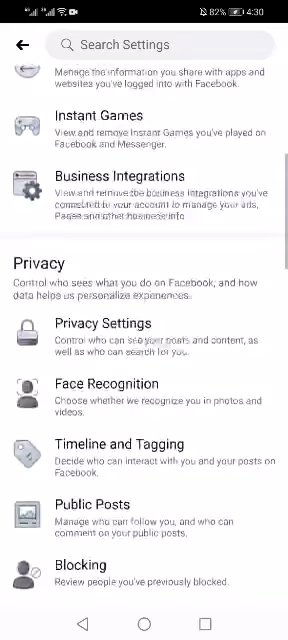 82% 4:30
Search Settings
Manage the information you share with apps and
websites you've logged into with Facebook.
Instant Games
View and remove Instant Games you've played on
Facebook and Messenger.
Business Integrations
View and remove the business integrations you've
connected to your account to manage your ads,
Pages and other business info.
Privacy
Control who sees what you do on Facebook, and how
data helps us personalize experiences.
Privacy Settings
Control who can see your posts and content, as
well as who can search for you.
Face Recognition
Choose whether we recognize you in photos and
videos.
Timeline and Tagging
Decide who can interact with you and your posts on
Facebook.
Public Posts
Manage who can follow you, and who can
comment on your public posts.
Blocking
Review people you've previously blocked.